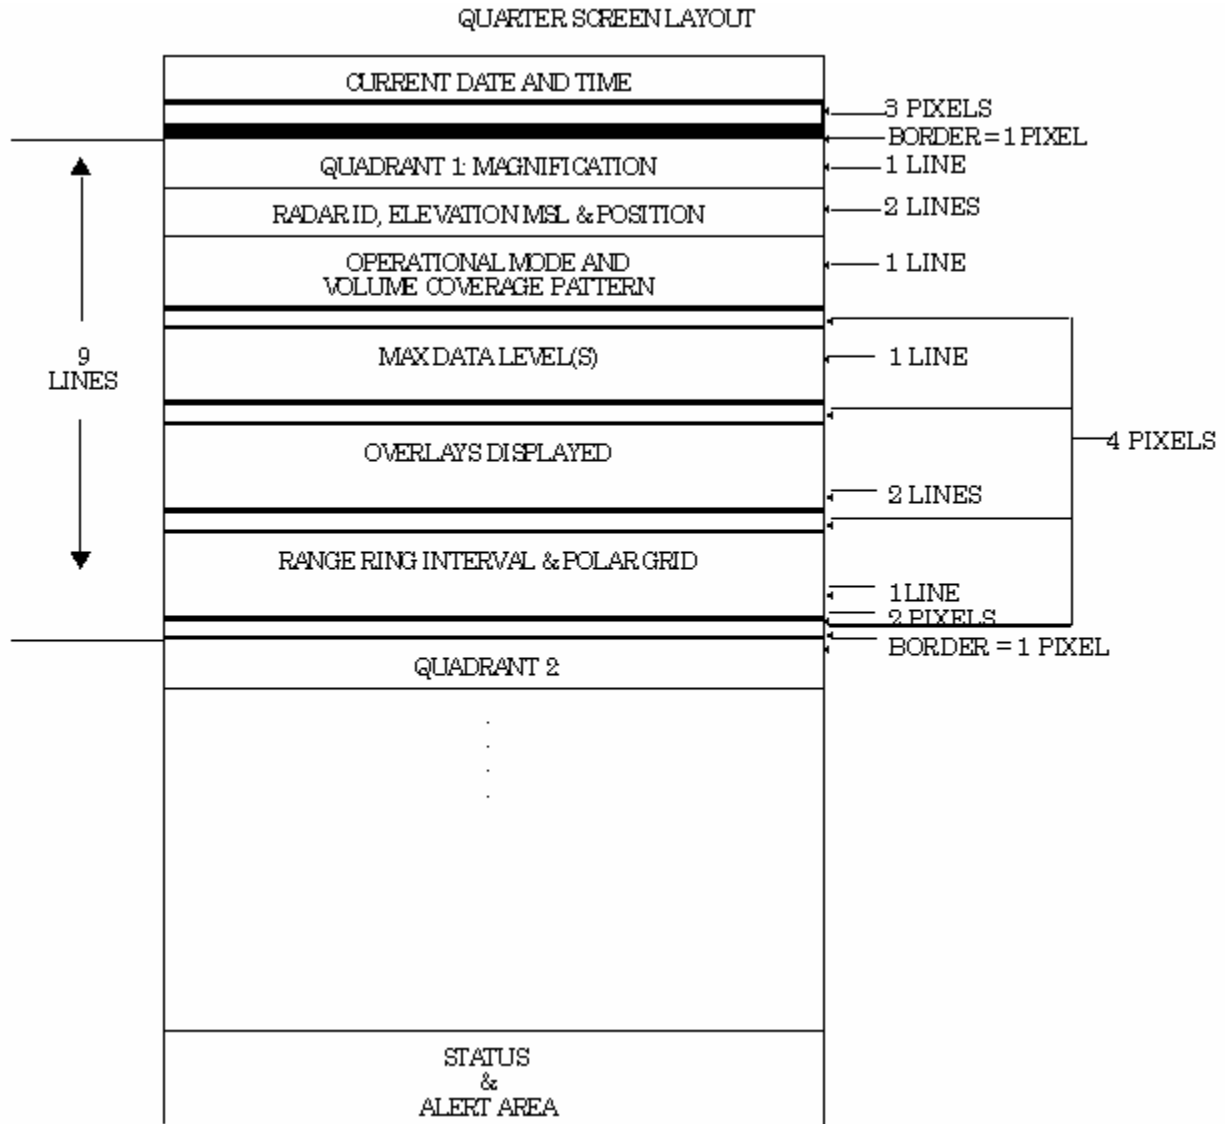 QUARTER SCREEN LAYOUT
CURRENT DATE AND TIME
3 PIXELS
BORDER = 1 PIXEL
QUADRANT 1: MAGNIFICATION
1 LINE
RADAR ID, ELEVATION MSL & POSITION
2 LINES
OPERATIONAL MODE AND
VOLUME COVERAGE PATTERN
1 LINE
9
LINES
MAX DATA LEVEL(S)
1 LINE
OVERLAYS DISPLAYED
4 PIXELS
2 LINES
RANGE RING INTERVAL & POLAR GRID
1 LINE
2 PIXELS
BORDER = 1 PIXEL
QUADRANT 2:
.
.
.
.
STATUS
&
ALERT AREA